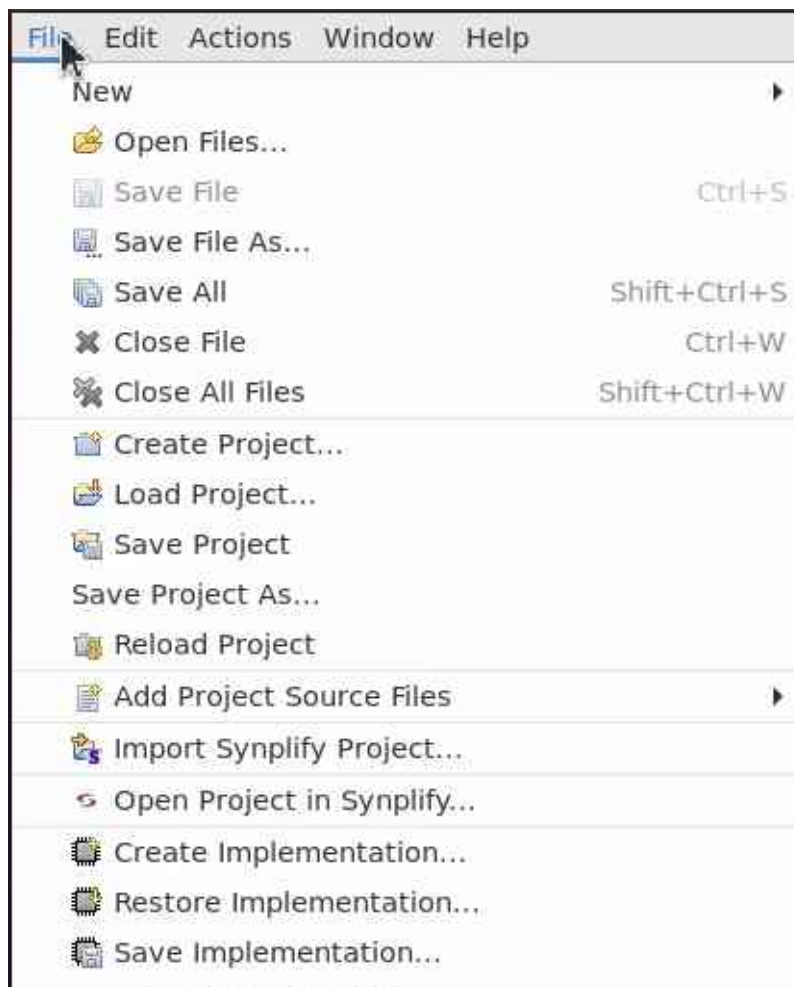 File Edit Actions Window Help
New
Open Files...
Save File Ctrl+S
Save File As...
Save All Shift+Ctrl+S
Close File Ctrl+W
Close All Files Shift+Ctrl+W
Create Project...
Load Project...
Save Project
Save Project As...
Reload Project
Add Project Source Files
Import Synplify Project...
Open Project in Synplify...
Create Implementation...
Restore Implementation...
Save Implementation...